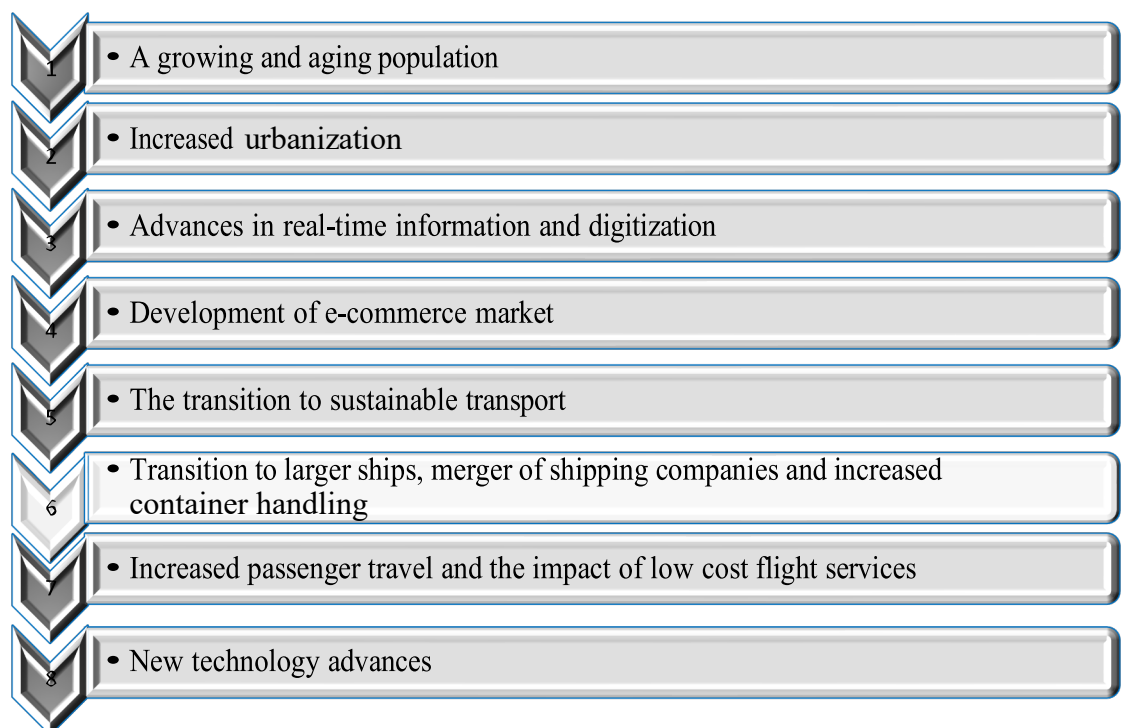 1
• A growing and aging population
2
• Increased urbanization
3
• Advances in real-time information and digitization
4
• Development of e-commerce market
5
• The transition to sustainable transport
6
• Transition to larger ships, merger of shipping companies and increased
container handling
7
• Increased passenger travel and the impact of low cost flight services
8
• New technology advances